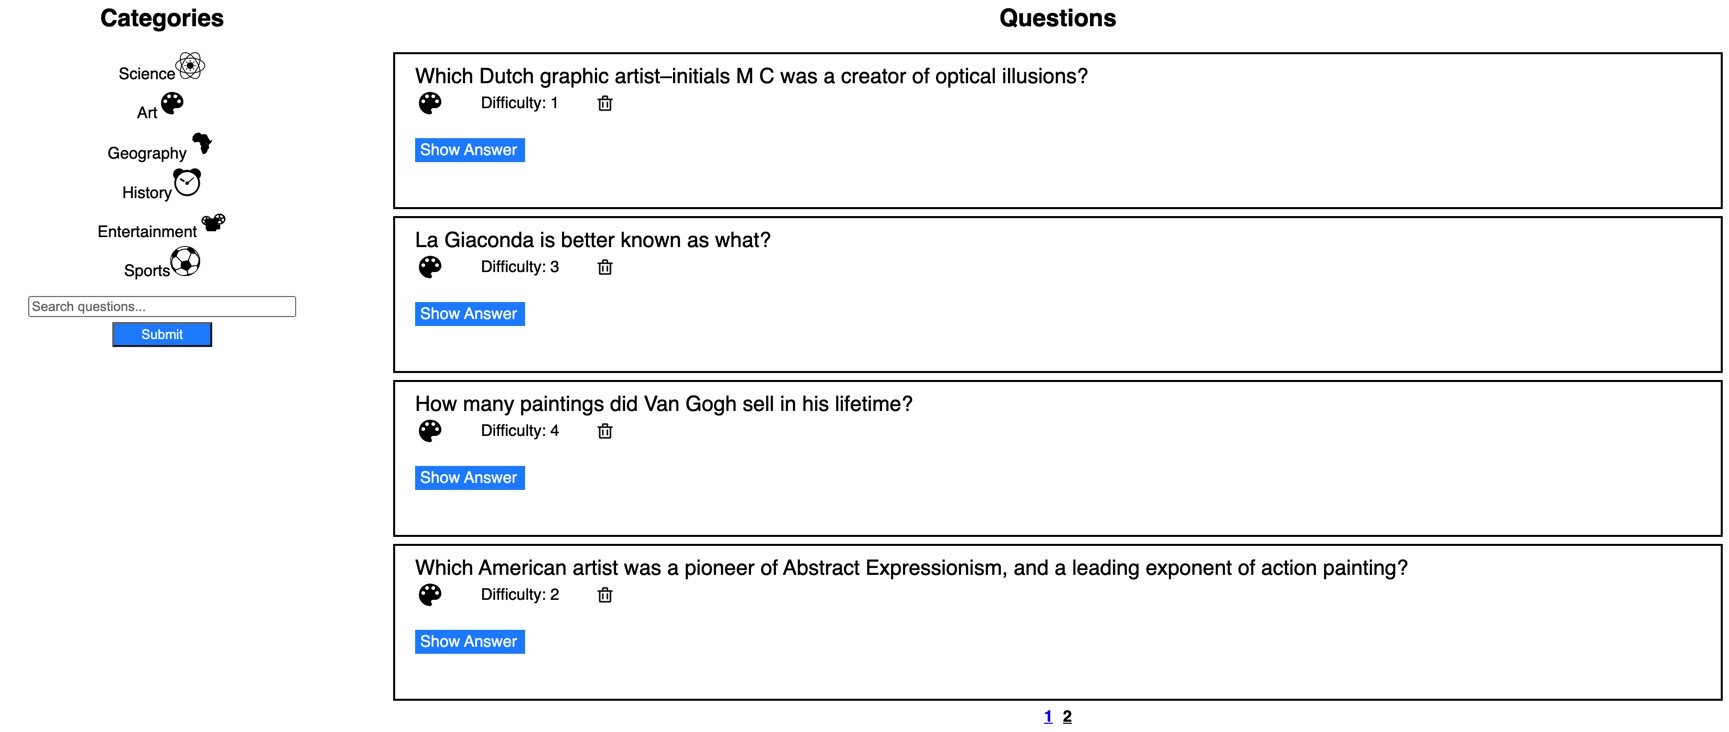 Categories
Science
Art
Geography
History
Entertainment
Sports
Search questions...
Submit
Questions
Which Dutch graphic artist–initials M C was a creator of optical illusions?
Difficulty: 1
Show Answer
La Giaconda is better known as what?
Difficulty: 3
Show Answer
How many paintings did Van Gogh sell in his lifetime?
Difficulty: 4
Show Answer
Which American artist was a pioneer of Abstract Expressionism, and a leading exponent of action painting?
Difficulty: 2
Show Answer
1 2